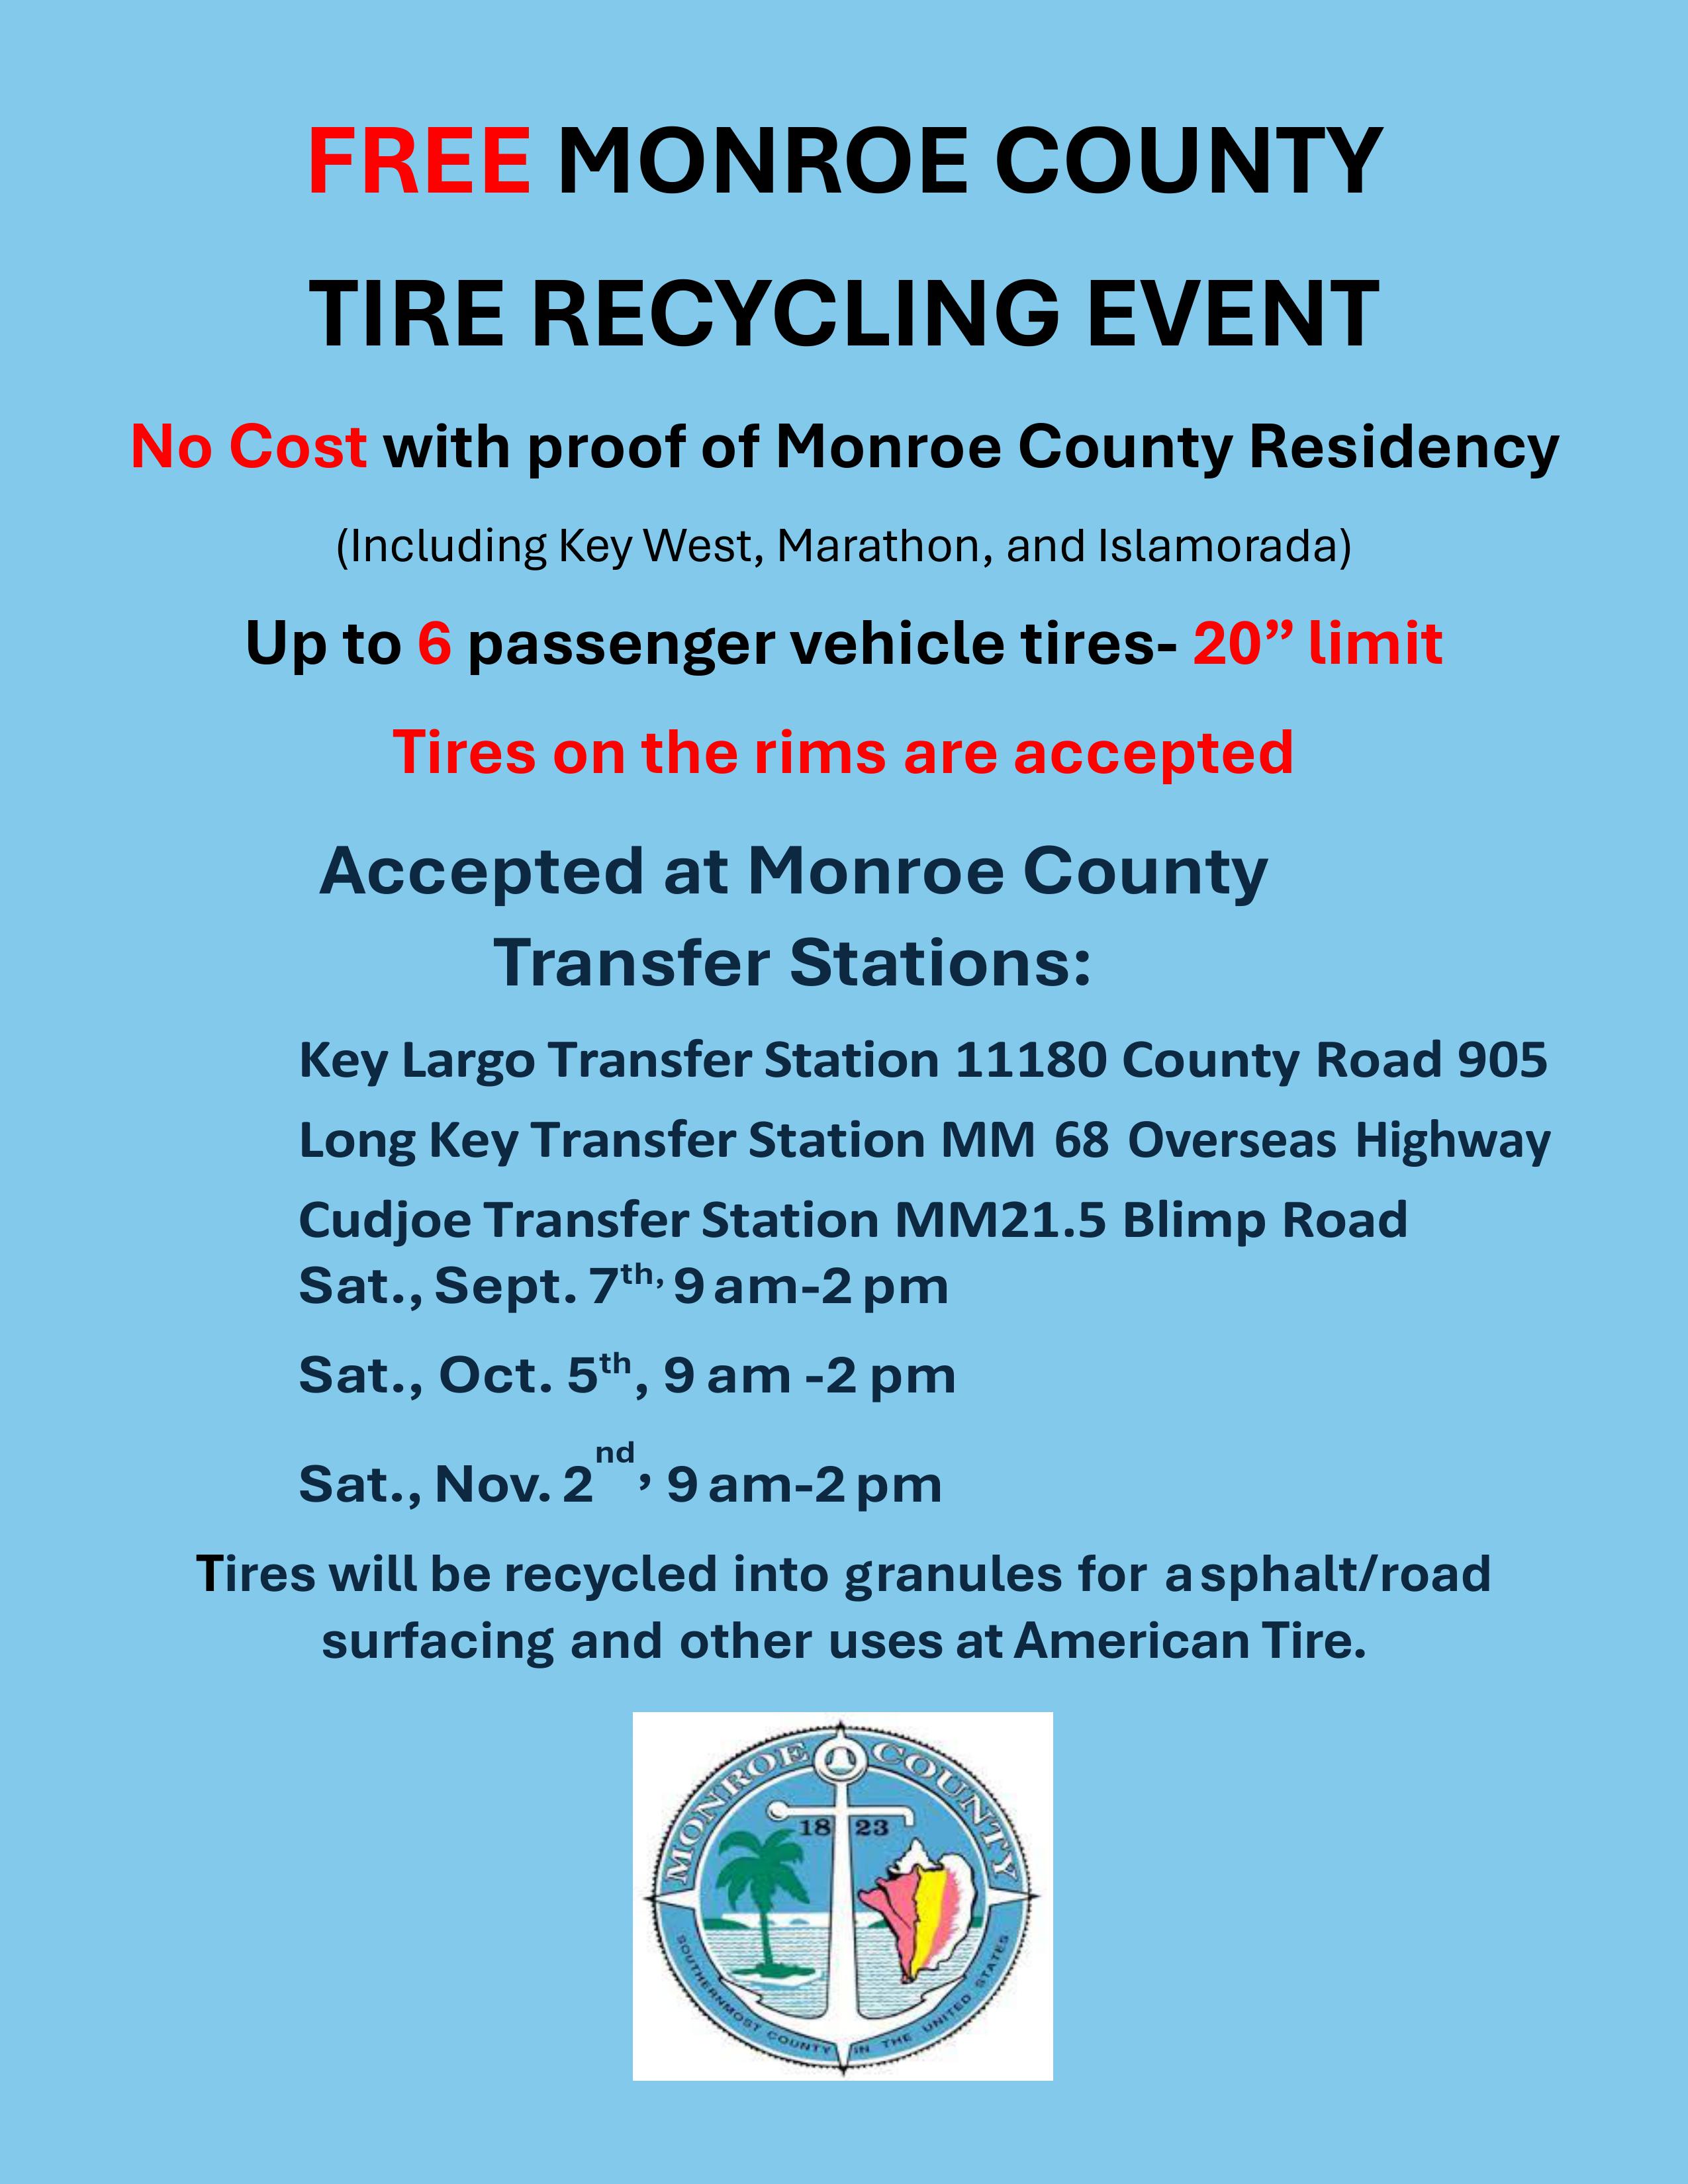 FREE MONROE COUNTY
TIRE RECYCLING EVENT
No Cost with proof of Monroe County Residency
(Including Key West, Marathon, and Islamorada)
Up to 6 passenger vehicle tires- 20” limit
Tires on the rims are accepted
Accepted at Monroe County
Transfer Stations:
Key Largo Transfer Station 11180 County Road 905
Long Key Transfer Station MM 68 Overseas Highway
Cudjoe Transfer Station MM21.5 Blimp Road
Sat., Sept. 7th, 9 am-2 pm
Sat., Oct. 5th, 9 am -2 pm
Sat., Nov. 2nd, 9 am-2 pm
Tires will be recycled into granules for asphalt/road
surfacing and other uses at American Tire.
MONROE COUNTY
18 23
SOUTHERNMOST COUNTY IN THE UNITED STATES